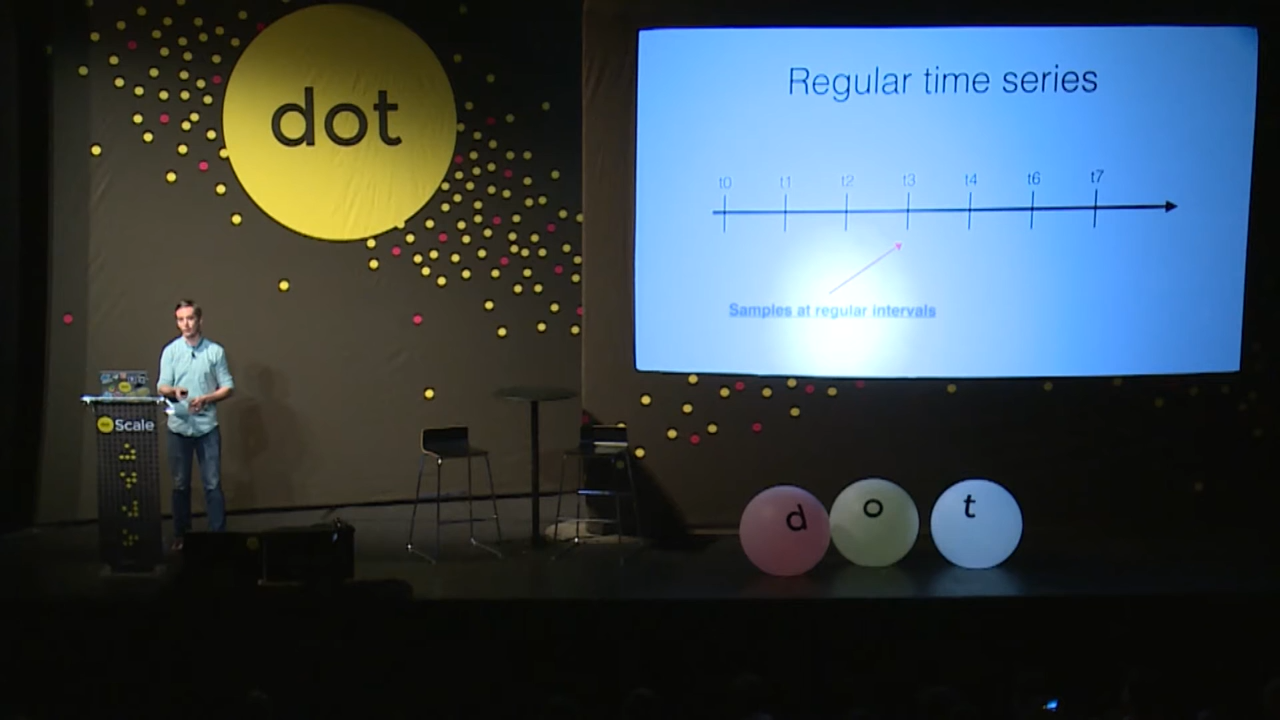 dot
Regular time series
t0 t1 t2 t3 t4 t6 t7
Samples at regular intervals
Scale
d o t